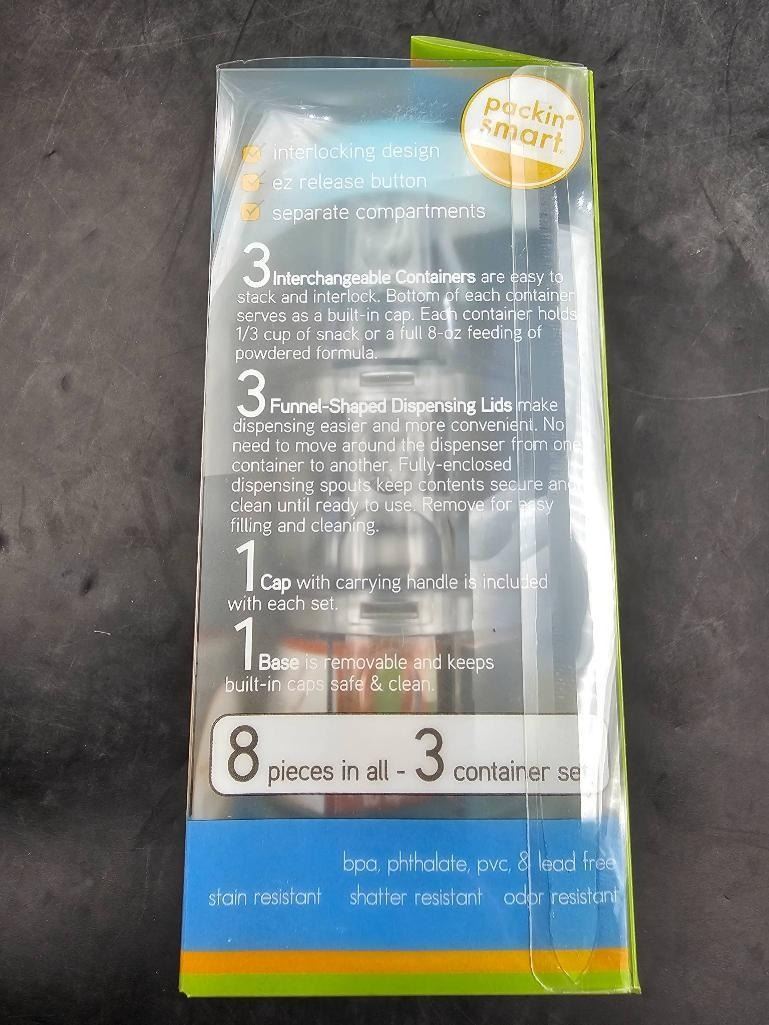 packin'
smart
interlocking design
ez release button
separate compartments
3 Interchangeable Containers are easy to
stack and interlock. Bottom of each container
serves as a built-in cap. Each container holds
1/3 cup of snack or a full 8-oz feeding of
powdered formula.
3 Funnel-Shaped Dispensing Lids make
dispensing easier and more convenient. No
need to move around the dispenser from one
container to another. Fully-enclosed
dispensing spouts keep contents secure and
clean until ready to use. Remove for easy
filling and cleaning.
1 Cap with carrying handle is included
with each set.
1 Base is removable and keeps
built-in caps safe & clean.
8 pieces in all - 3 container set
bpa, phthalate, pvc, & lead free
stain resistant shatter resistant odor resistant